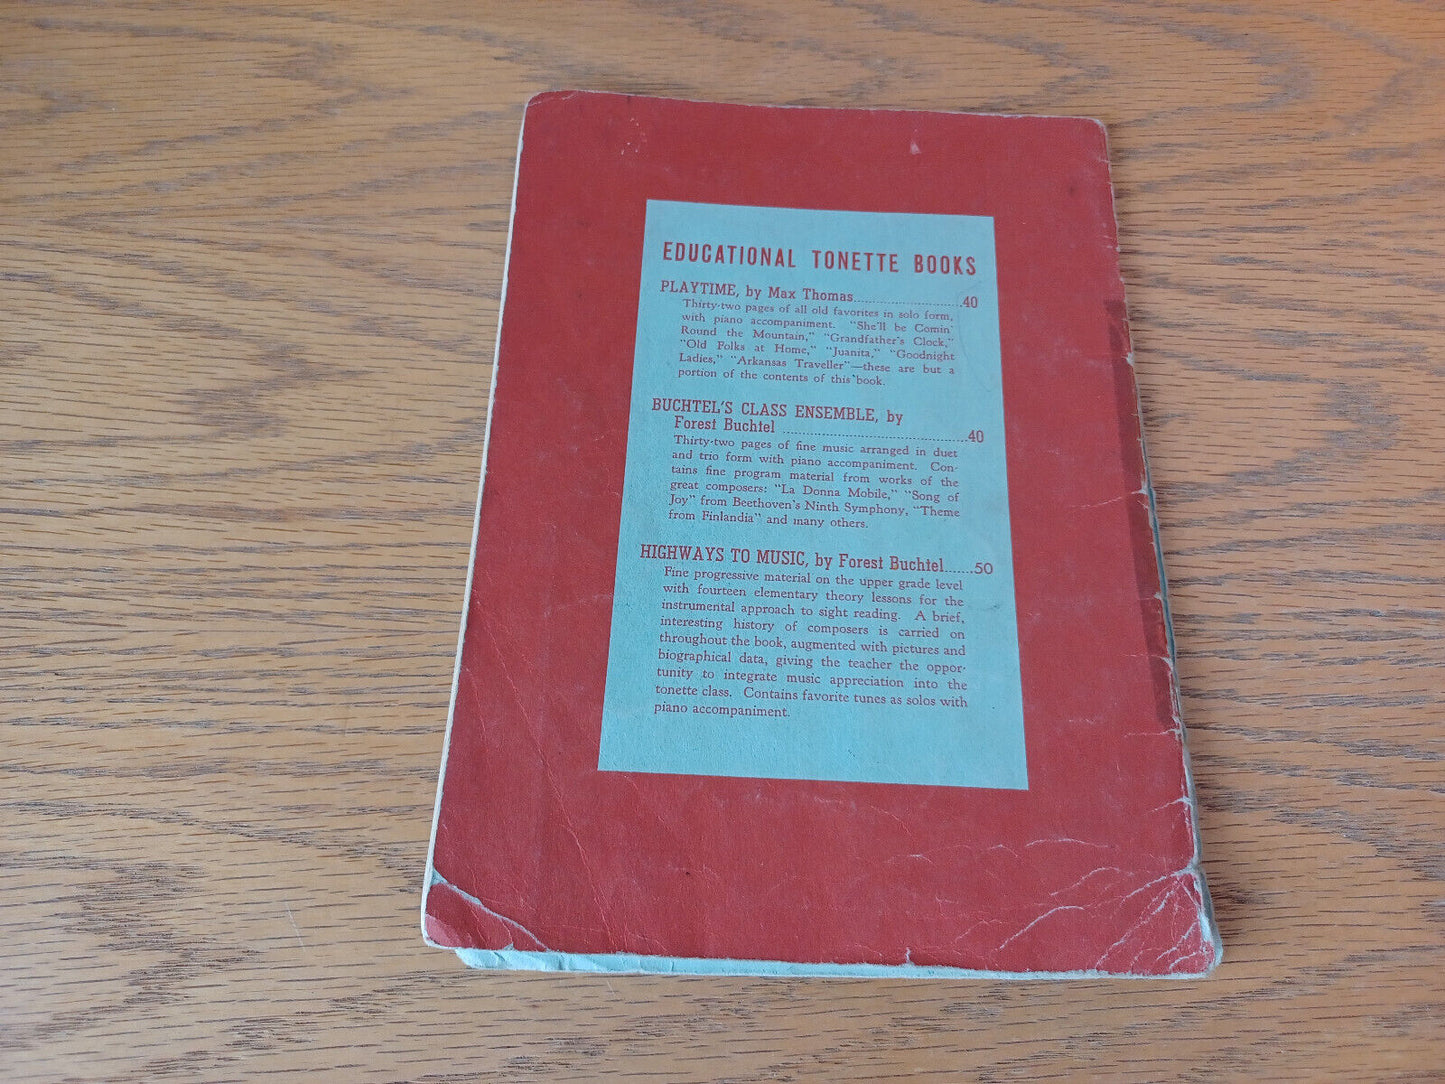 EDUCATIONAL TONETTE BOOKS
PLAYTIME, by Max Thomas..............................40
Thirty-two pages of all old favorites in solo form,
with piano accompaniment. "She'll be Comin'
Round the Mountain," "Grandfather's Clock,"
"Old Folks at Home," "Juanita," "Goodnight
Ladies," "Arkansas Traveller"—these are but a
portion of the contents of this book.
BUCHTEL'S CLASS ENSEMBLE, by
Forest Buchtel ..................................................40
Thirty-two pages of fine music arranged in duet
and trio form with piano accompaniment. Con-
tains fine program material from works of the
great composers: "La Donna Mobile," "Song of
Joy" from Beethoven's Ninth Symphony, "Theme
from Finlandia" and many others.
HIGHWAYS TO MUSIC, by Forest Buchtel.......50
Fine progressive material on the upper grade level
with fourteen elementary theory lessons for the
instrumental approach to sight reading. A brief,
interesting history of composers is carried on
throughout the book, augmented with pictures and
biographical data, giving the teacher the oppor-
tunity to integrate music appreciation into the
tonette class. Contains favorite tunes as solos with
piano accompaniment.